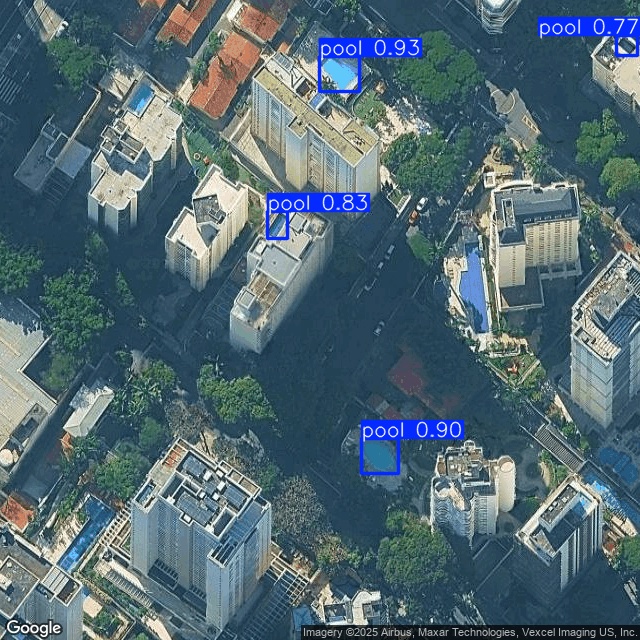 pool 0.77
pool 0.93
pool 0.83
pool 0.90
Google
Imagery ©2025 Airbus, Maxar Technologies, Vexcel Imaging US, Inc.